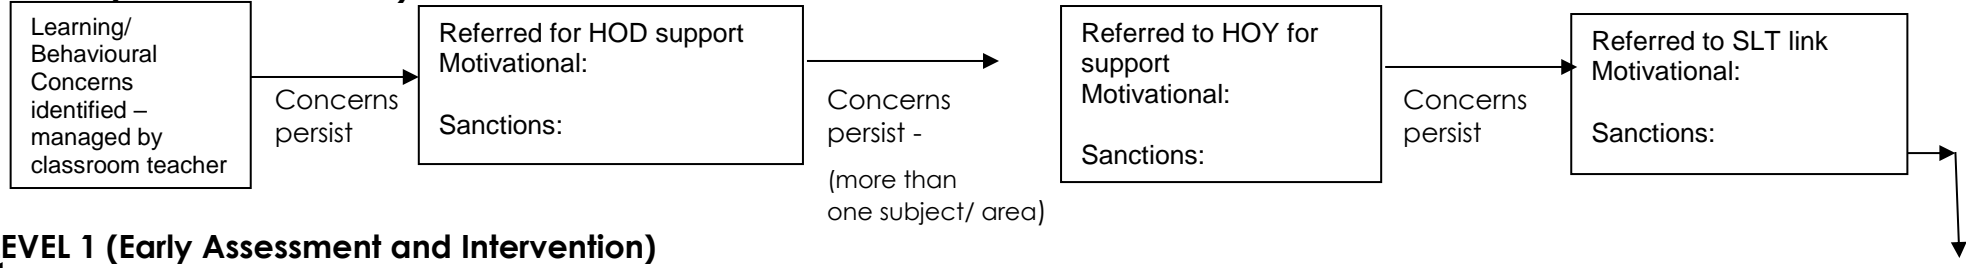 Learning/
Behavioural
Concerns
identified –
managed by
classroom teacher
Concerns
persist
Referred for HOD support
Motivational:
Sanctions:
Concerns
persist -
(more than
one subject/ area)
Referred to HOY for
support
Motivational:
Sanctions:
Concerns
persist
Referred to SLT link
Motivational:
Sanctions:
EVEL 1 (Early Assessment and Intervention)